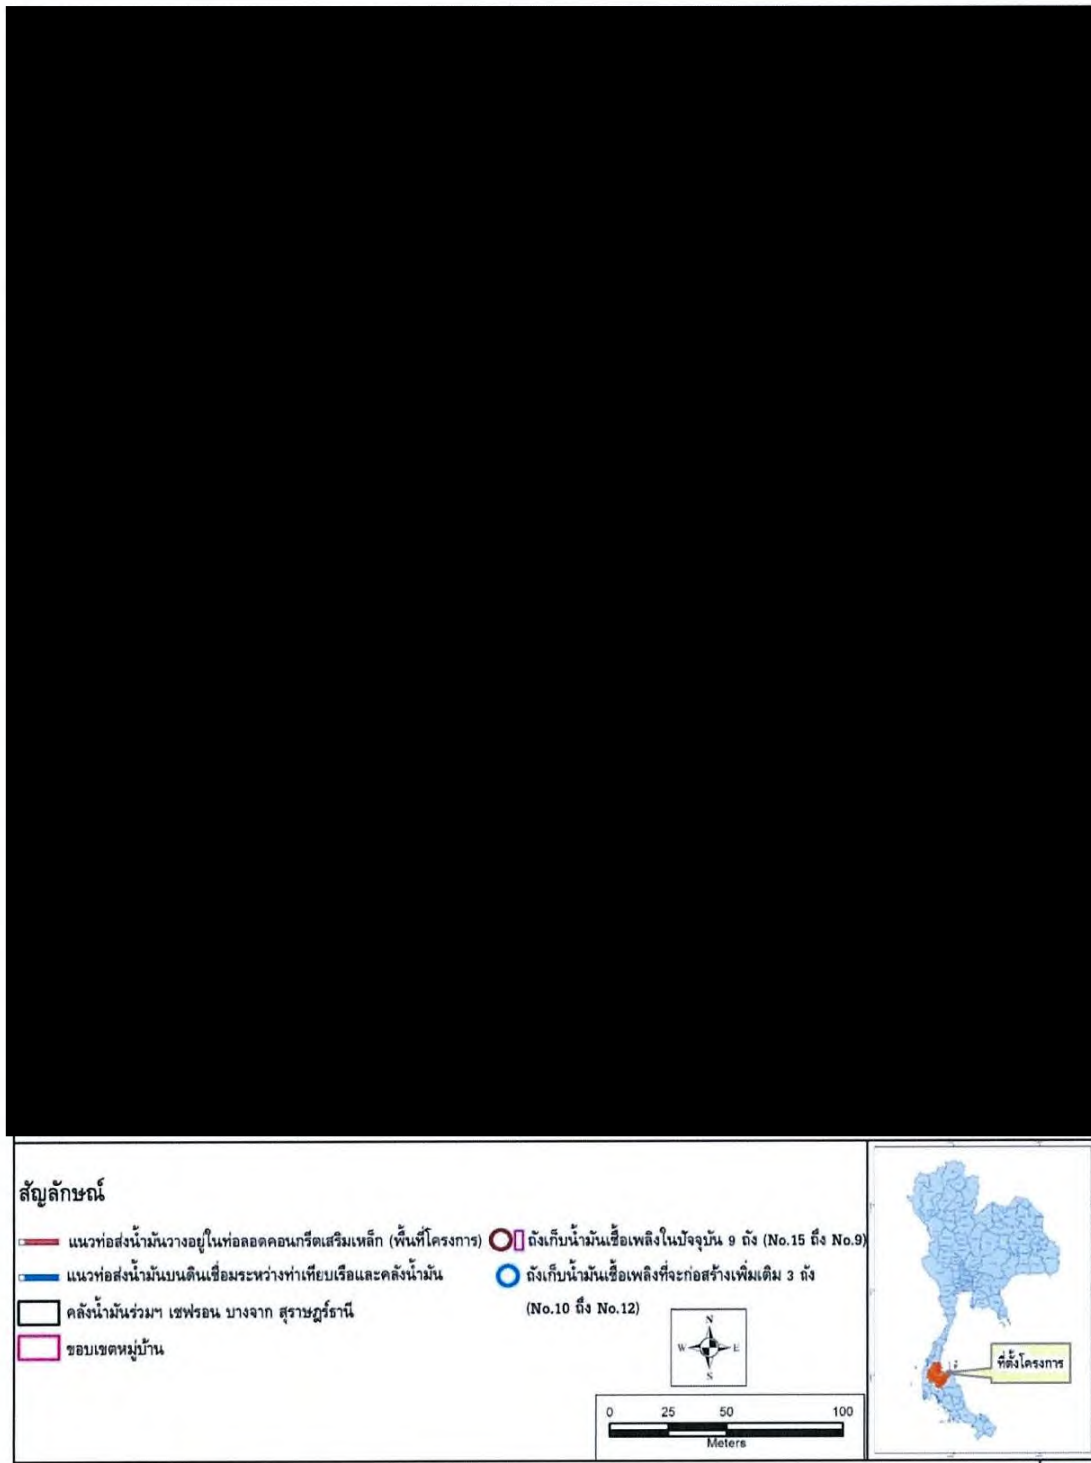 สัญลักษณ์
แนวท่อส่งน้ำมันวางอยู่ในท่อลอดคอนกรีตเสริมเหล็ก (พื้นที่โครงการ)
แนวท่อส่งน้ำมันบนดินเชื่อมระหว่างท่าเทียบเรือและคลังน้ำมัน
คลังน้ำมันร่วมฯ เชฟรอน บางจาก สุราษฎร์ธานี
ขอบเขตหมู่บ้าน
ถังเก็บน้ำมันเชื้อเพลิงในปัจจุบัน 9 ถัง (No.15 ถึง No.9)
ถังเก็บน้ำมันเชื้อเพลิงที่จะก่อสร้างเพิ่มเติม 3 ถัง
(No.10 ถึง No.12)
N
W E
S
0 25 50 100
Meters
ที่ตั้งโครงการ